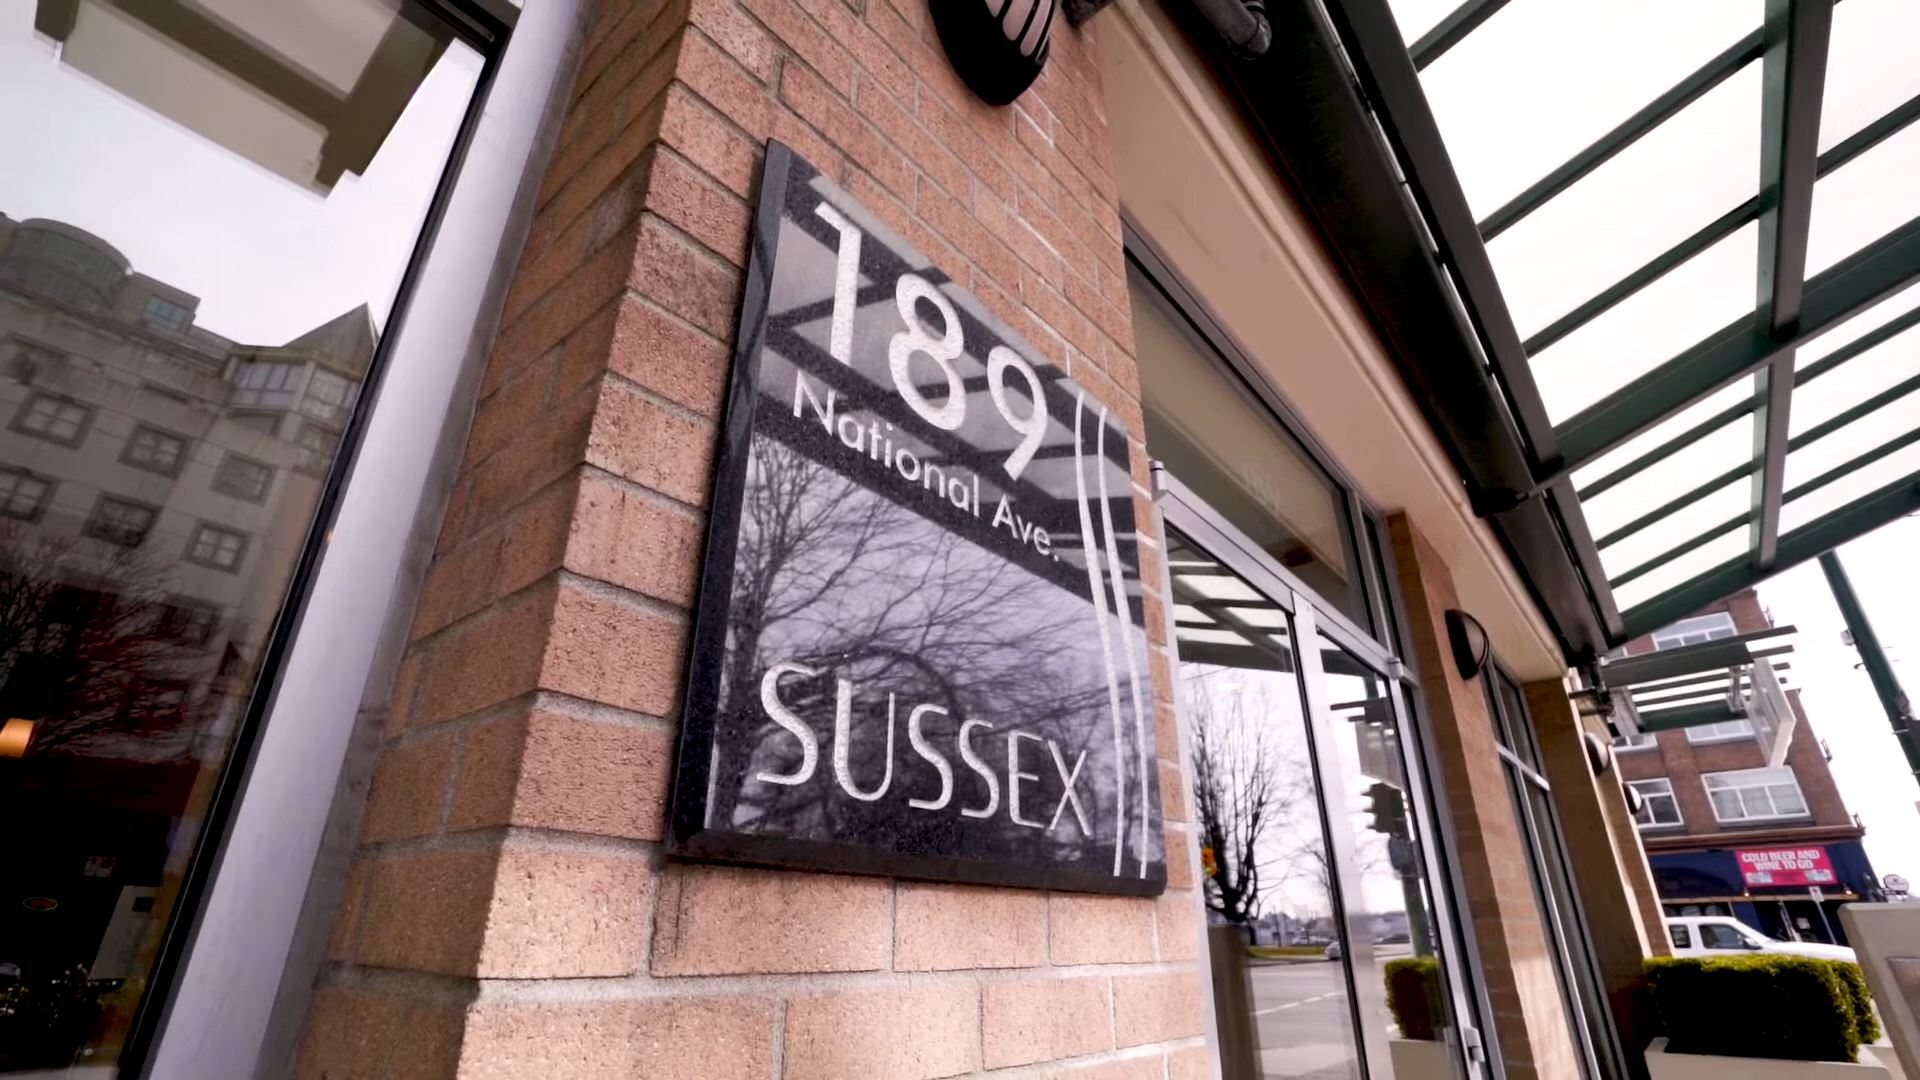 189
National Ave.
SUSSEX
COLD BEER AND
WINE TO GO